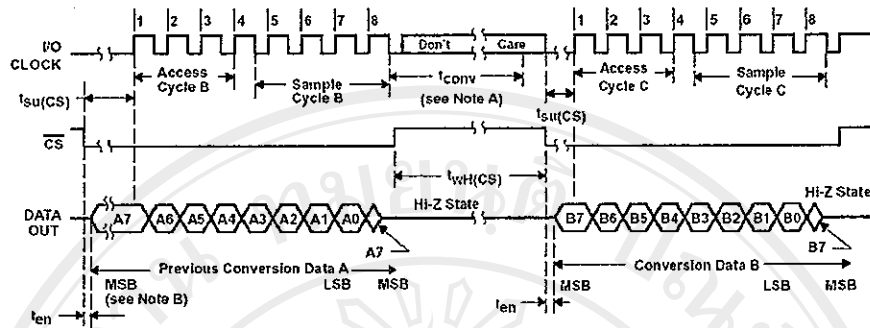 1 2 3 4 5 6 7 8 1 2 3 4 5 6 7 8
I/O CLOCK
Don't Care
Access Cycle B
Sample Cycle B
tconv
(see Note A)
Access Cycle C
Sample Cycle C
tsu(CS)
tsu(CS)
CS
twH(CS)
Hi-Z State
Hi-Z State
DATA OUT
A7 A6 A5 A4 A3 A2 A1 A0
B7 B6 B5 B4 B3 B2 B1 B0
A7
B7
Previous Conversion Data A
Conversion Data B
MSB
(see Note B)
LSB MSB
MSB
LSB MSB
ten
ten